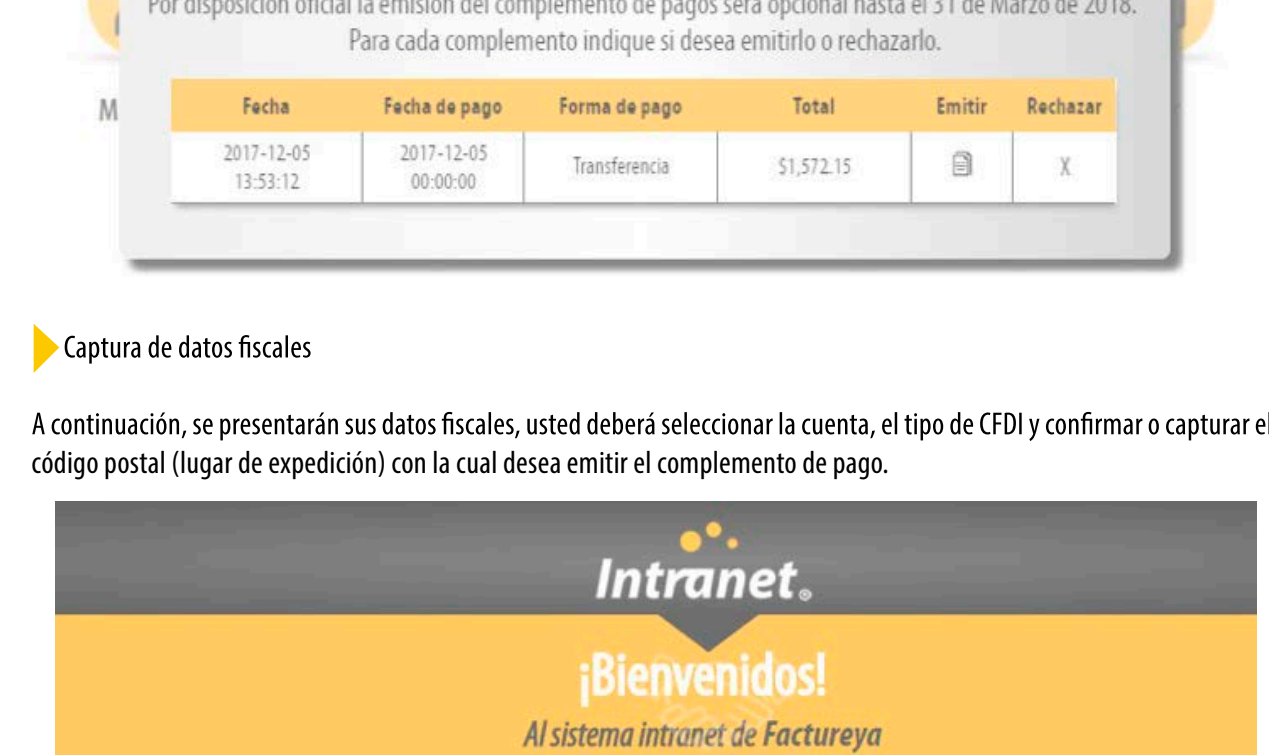 Por disposición oficial la emisión del complemento de pagos será opcional hasta el 31 de Marzo de 2018.
Para cada complemento indique si desea emitirlo o rechazarlo.
M
Fecha Fecha de pago Forma de pago Total Emitir Rechazar
2017-12-05 13:53:12 2017-12-05 00:00:00 Transferencia $1,572.15 X
Captura de datos fiscales
A continuación, se presentarán sus datos fiscales, usted deberá seleccionar la cuenta, el tipo de CFDI y confirmar o capturar el
código postal (lugar de expedición) con la cual desea emitir el complemento de pago.
Intranet®
¡Bienvenidos!
Al sistema intranet de Factureya